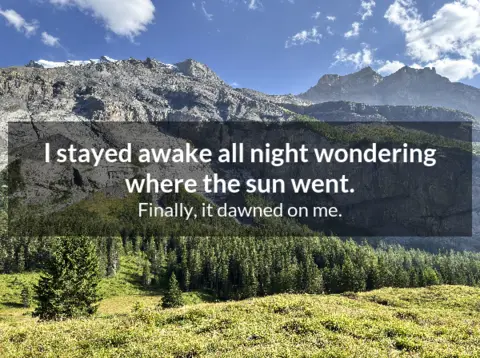 I stayed awake all night wondering
where the sun went.
Finally, it dawned on me.